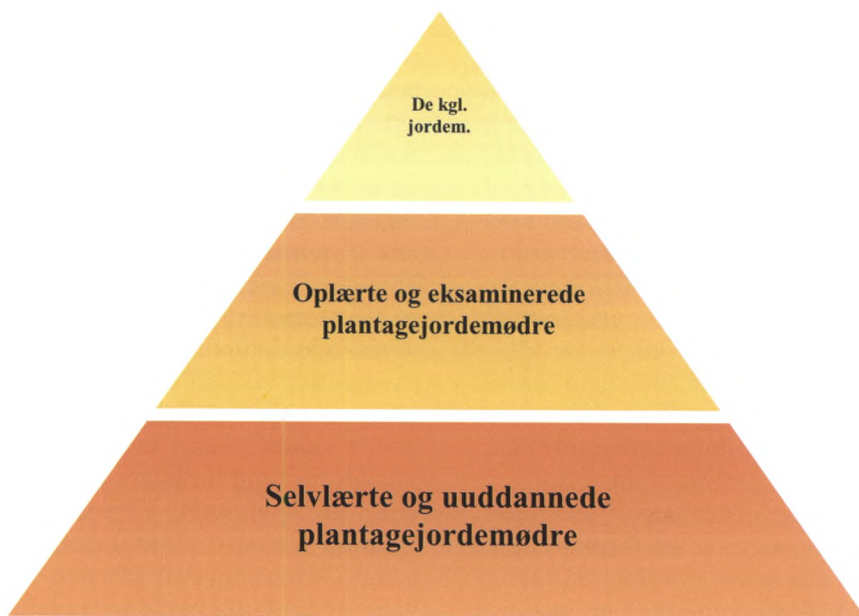 De kgl.
jordem.
Oplærte og eksaminerede
plantagejordemødre
Selvlærte og uuddannede
plantagejordemødre